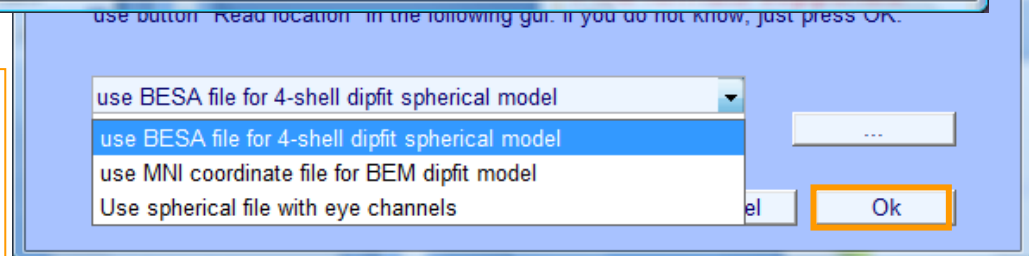 use button "Read location" in the following gui. If you do not know, just press OK.
use BESA file for 4-shell dipfit spherical model
...
use BESA file for 4-shell dipfit spherical model
use MNI coordinate file for BEM dipfit model
Use spherical file with eye channels
el
Ok